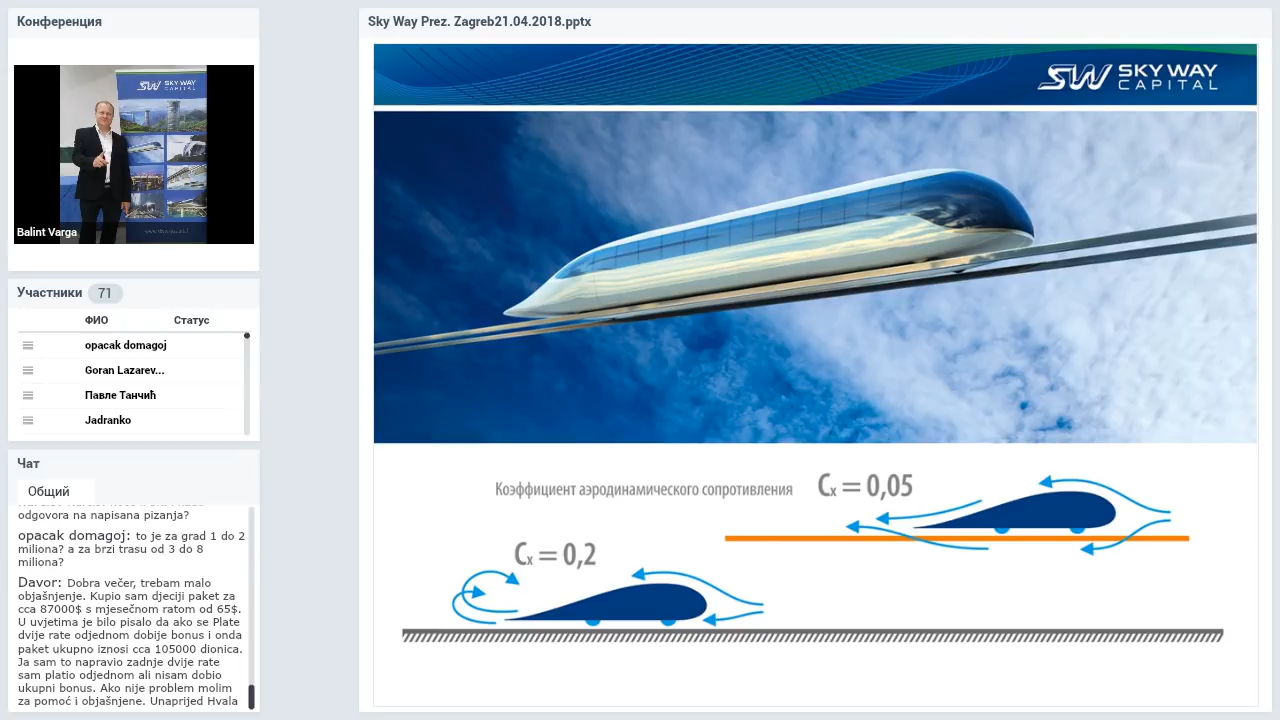 Конференция
SKY WAY
CAPITAL
Balint Varga
Участники 71
ФИО Статус
opacak domagoj
Goran Lazarev...
Павле Танчић
Jadranko
Чат
Общий
odgovora na napisana pizanja?
opacak domagoj: to je za grad 1 do 2
miliona? a za brzi trasu od 3 do 8
miliona?
Davor: Dobra večer, trebam malo
objašnjenje. Kupio sam djeciji paket za
cca 87000$ s mjesečnom ratom od 65$.
U uvjetima je bilo pisalo da ako se Plate
dvije rate odjednom dobije bonus i onda
paket ukupno iznosi cca 105000 dionica.
Ja sam to napravio zadnje dvije rate
sam platio odjednom ali nisam dobio
ukupni bonus. Ako nije problem molim
za pomoć i objašnjene. Unaprijed Hvala
Sky Way Prez. Zagreb21.04.2018.pptx
SW SKY WAY
CAPITAL
Коэффициент аэродинамического сопротивления
Cx = 0,05
Cx = 0,2